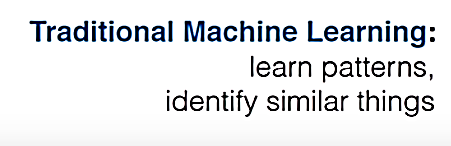 Traditional Machine Learning:
learn patterns,
identify similar things